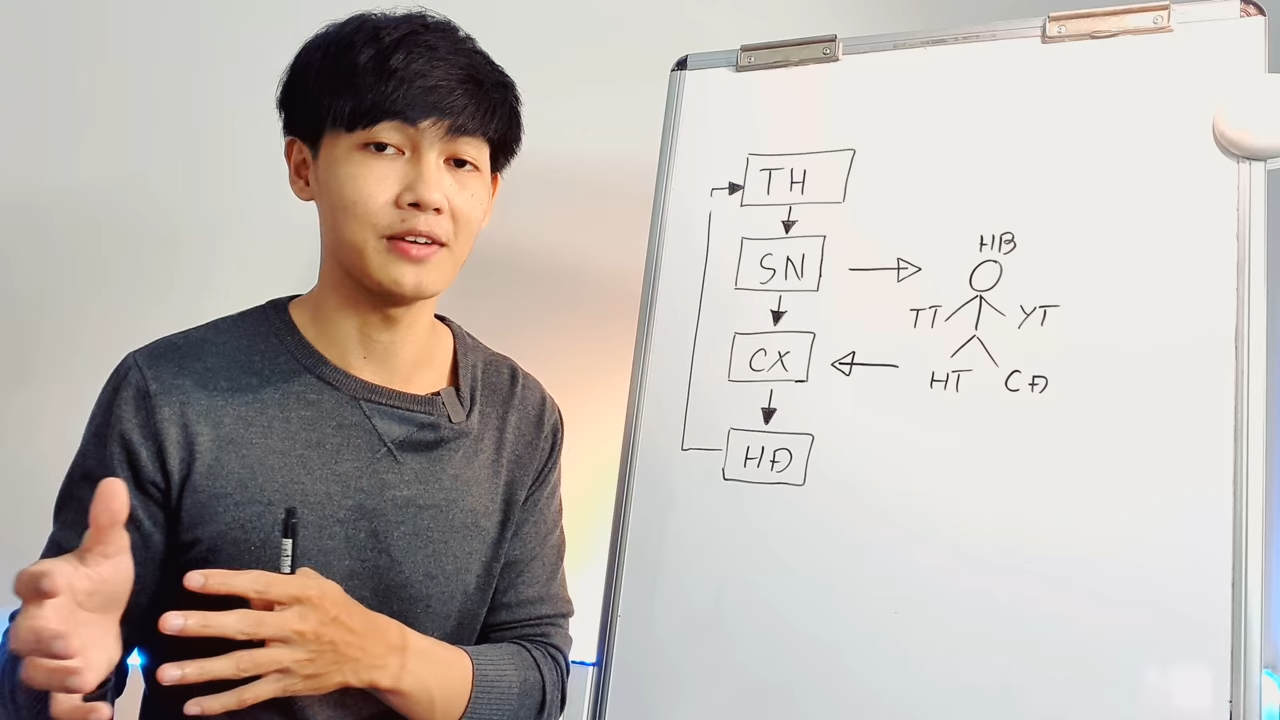 TH
SN
CX
HĐ
HB
TT YT
HT CĐ